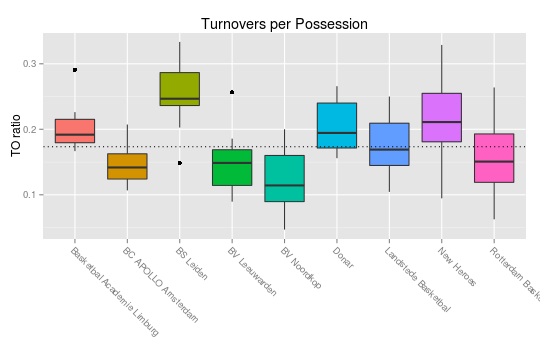 Turnovers per Possession
TO ratio
0.3
0.2
0.1
Basketbal Academie Limburg
BC APOLLO Amsterdam
BS Leiden
BV Leeuwarden
BV Noordkop
Donar
Landstede Basketbal
New Heroes
Rotterdam Bask